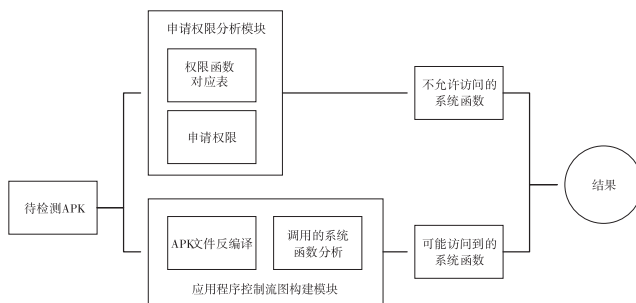 申请权限分析模块
权限函数
对应表
申请权限
不允许访问的
系统函数
待检测APK
结果
APK文件反编译
调用的系统
函数分析
可能访问到的
系统函数
应用程序控制流图构建模块